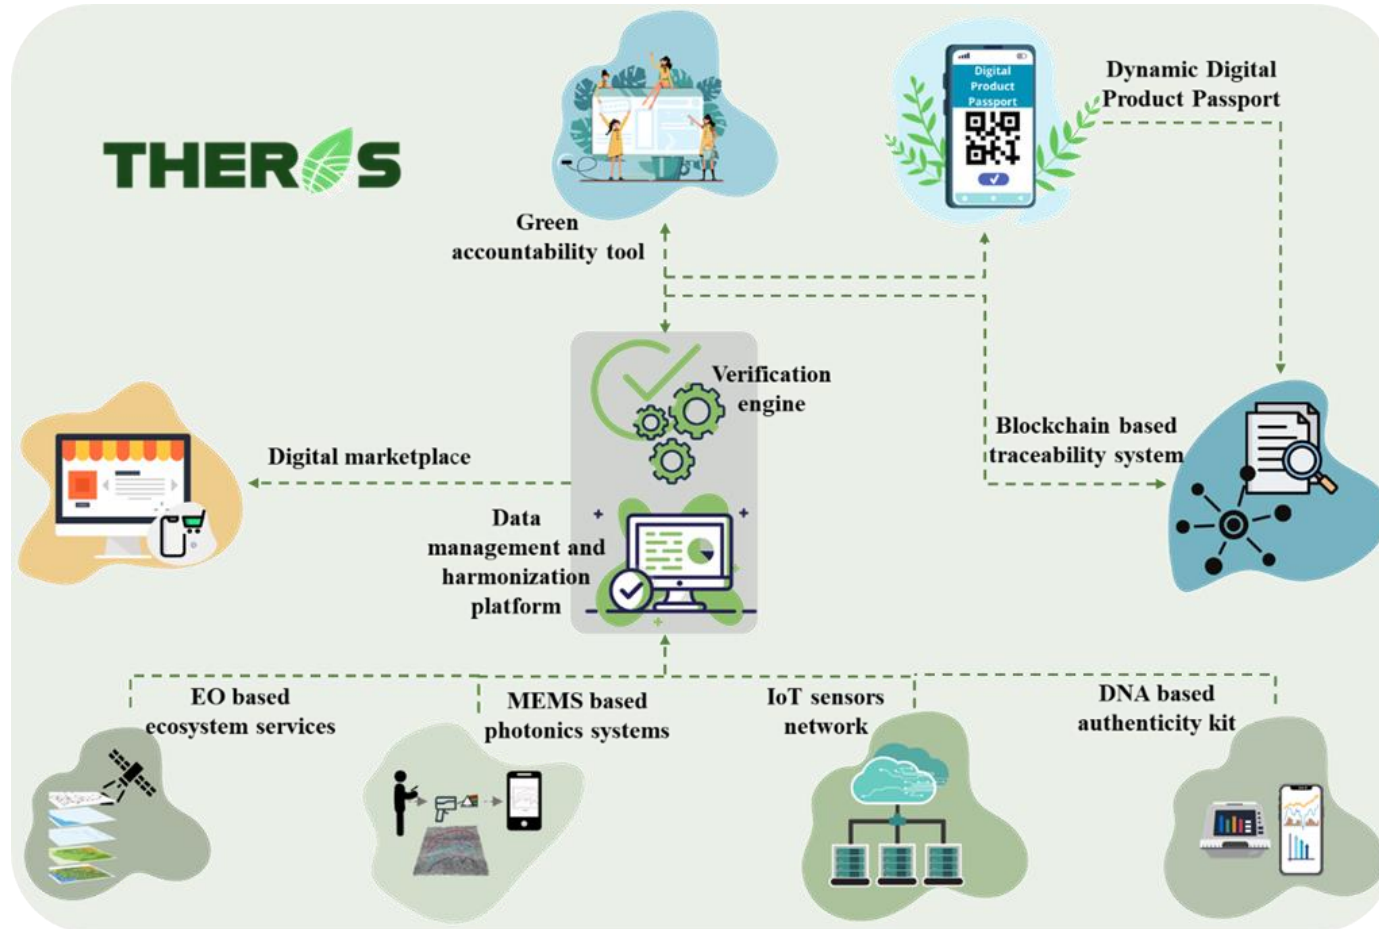 THEROS
Digital
Product
Passport
Dynamic Digital
Product Passport
Green
accountability tool
Verification
engine
Blockchain based
traceability system
Digital marketplace
Data
management and
harmonization
platform
EO based
ecosystem services
MEMS based
photonics systems
IoT sensors
network
DNA based
authenticity kit